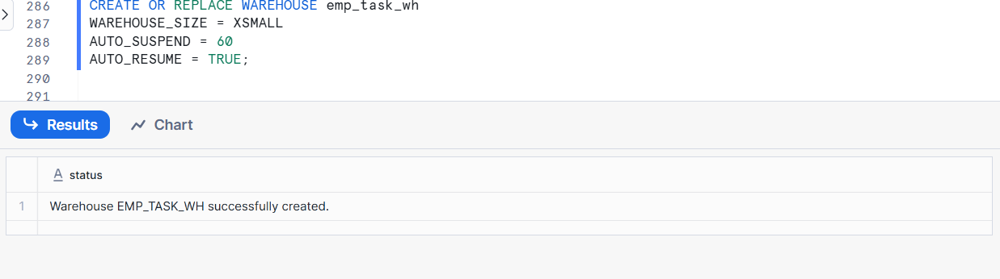 286 CREATE OR REPLACE WAREHOUSE emp_task_wh
287 WAREHOUSE_SIZE = XSMALL
288 AUTO_SUSPEND = 60
289 AUTO_RESUME = TRUE;
290
291
Results Chart
A status
1 Warehouse EMP_TASK_WH successfully created.